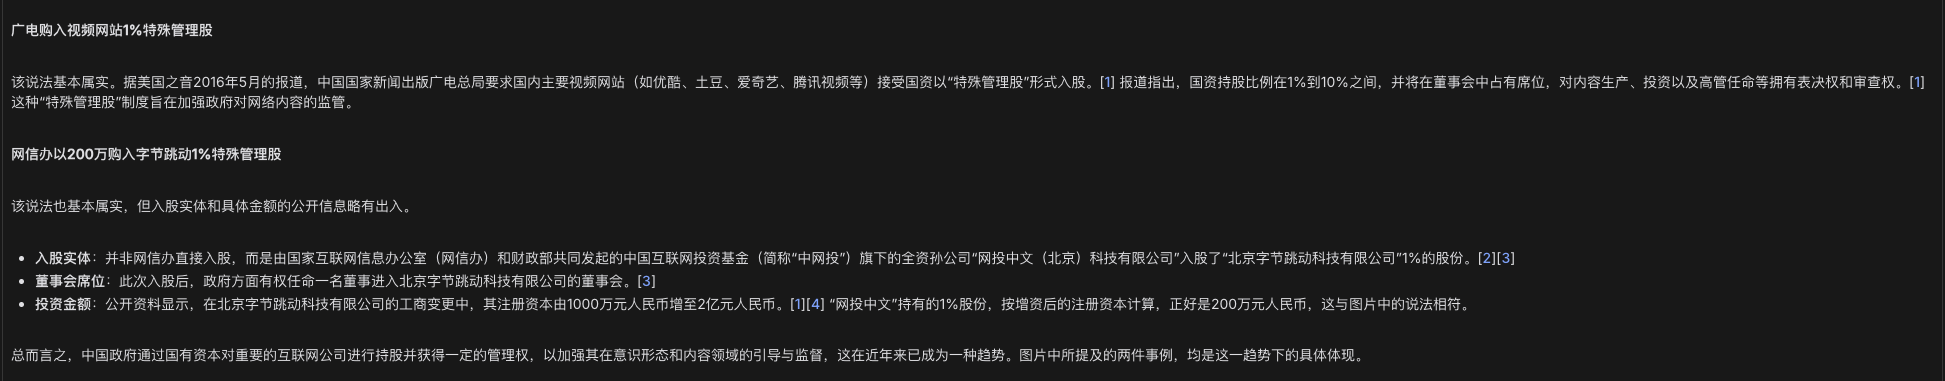 广电购入视频网站1%特殊管理股
该说法基本属实。据美国之音2016年5月的报道，中国国家新闻出版广电总局要求国内主要视频网站（如优酷、土豆、爱奇艺、腾讯视频等）接受国资以“特殊管理股”形式入股。[1] 报道指出，国资持股比例在1%到10%之间，并将在董事会中占有席位，对内容生产、投资以及高管任命等拥有表决权和审查权。[1]
这种“特殊管理股”制度旨在加强政府对网络内容的监管。
网信办以200万购入字节跳动1%特殊管理股
该说法也基本属实，但入股实体和具体金额的公开信息略有出入。
• 入股实体：并非网信办直接入股，而是由国家互联网信息办公室（网信办）和财政部共同发起的中国互联网投资基金（简称“中网投”）旗下的全资孙公司“网投中文（北京）科技有限公司”入股了“北京字节跳动科技有限公司”1%的股份。[2][3]
• 董事会席位：此次入股后，政府方面有权任命一名董事进入北京字节跳动科技有限公司的董事会。[3]
• 投资金额：公开资料显示，在北京字节跳动科技有限公司的工商变更中，其注册资本由1000万元人民币增至2亿元人民币。[1][4] “网投中文”持有的1%股份，按增资后的注册资本计算，正好是200万元人民币，这与图片中的说法相符。
总而言之，中国政府通过国有资本对重要的互联网公司进行持股并获得一定的管理权，以加强其在意识形态和内容领域的引导与监督，这在近年来已成为一种趋势。图片中所提及的两件事例，均是这一趋势下的具体体现。